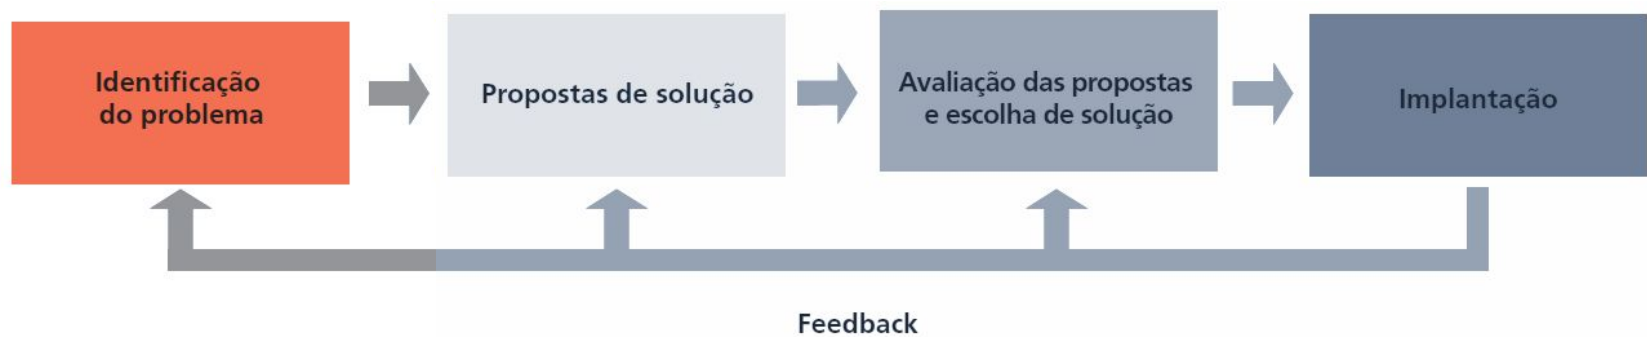 Identificação
do problema
Propostas de solução
Avaliação das propostas
e escolha de solução
Implantação
Feedback